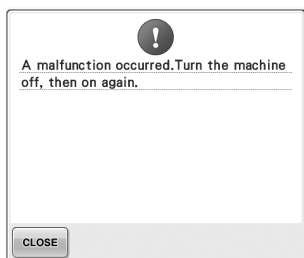 A malfunction occurred.Turn the machine
off, then on again.
CLOSE